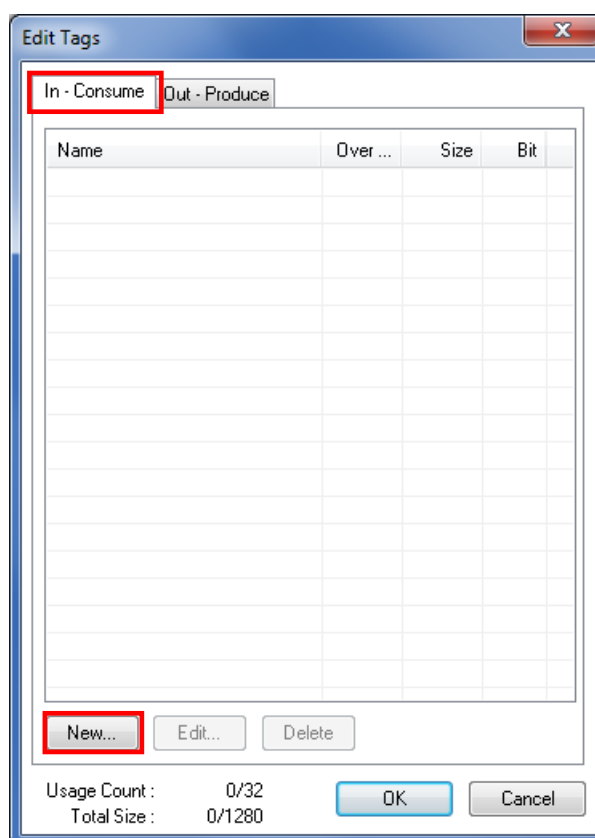 Edit Tags
In - Consume Out - Produce
Name Over ... Size Bit
New... Edit... Delete
Usage Count : 0/32
OK Cancel
Total Size : 0/1280